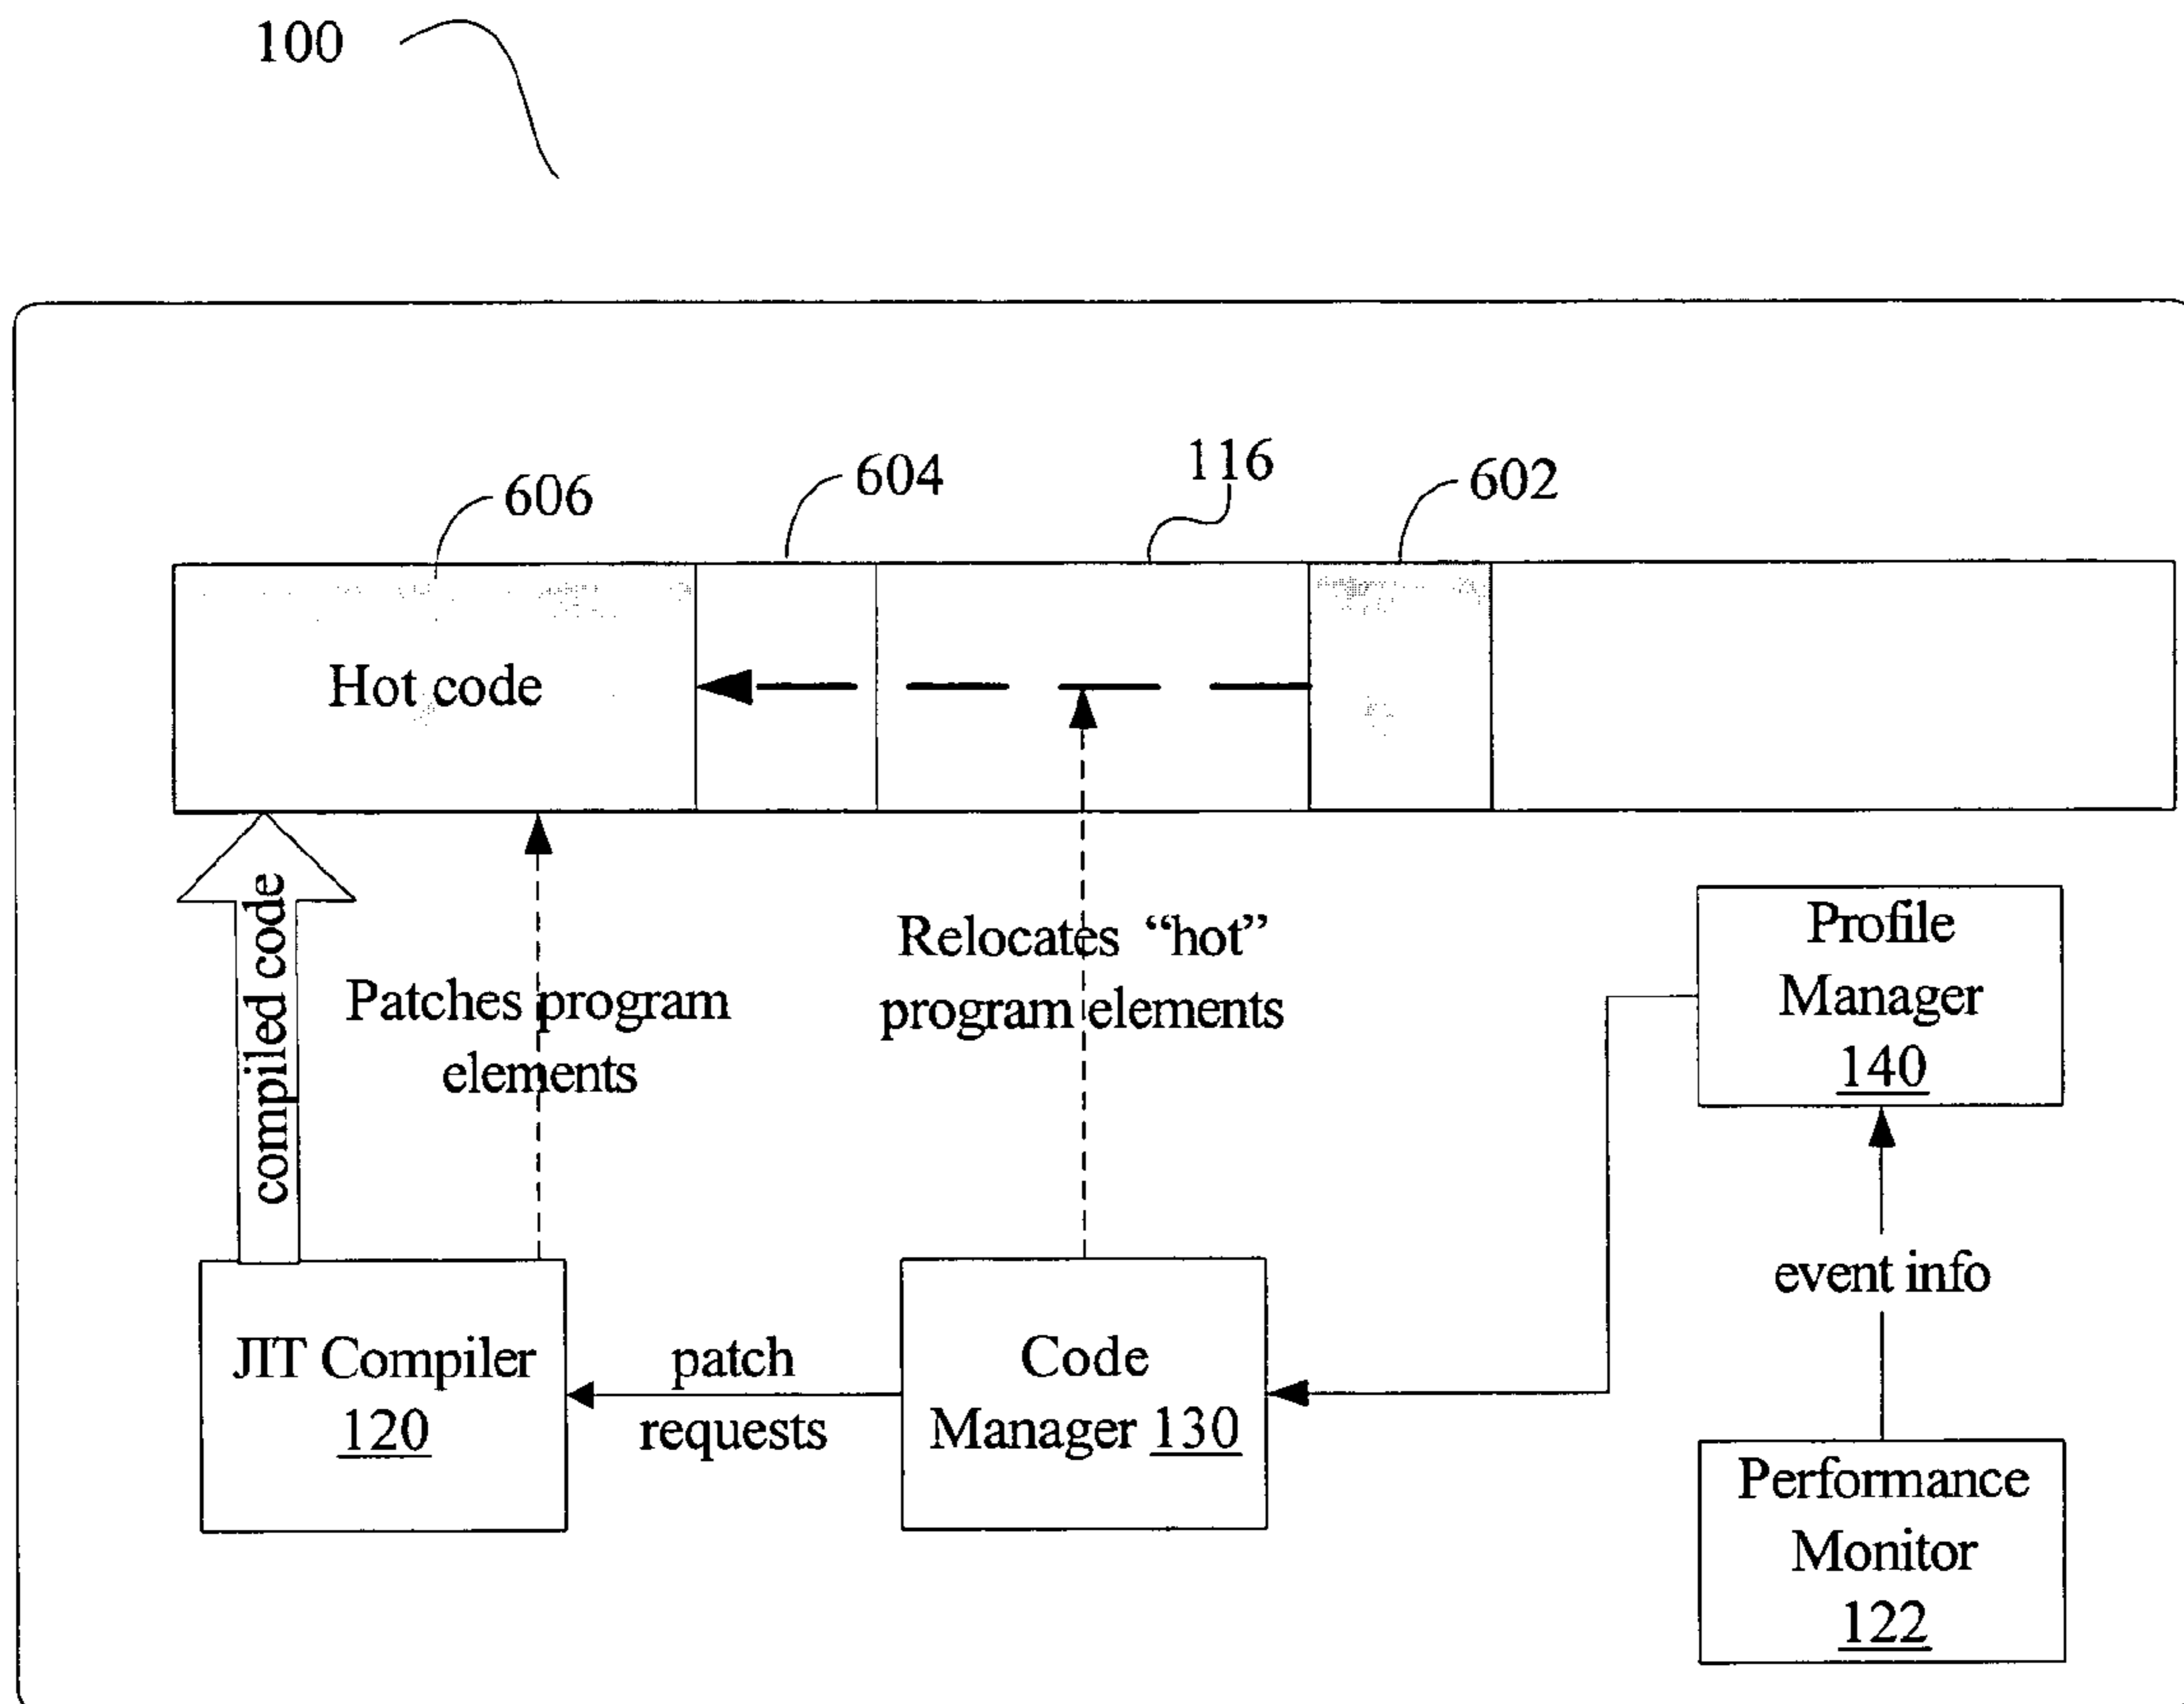 100
606
604
116
602
Hot code
compiled code
Patches program
elements
Relocates “hot”
program elements
Profile
Manager
140
event info
JIT Compiler
120
patch
requests
Code
Manager 130
Performance
Monitor
122